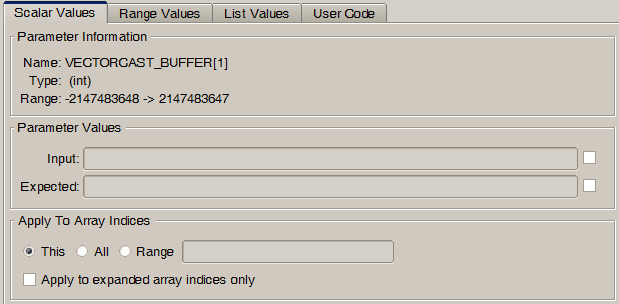 Scalar Values Range Values List Values User Code
Parameter Information
Name: VECTORCAST_BUFFER[1]
Type: (int)
Range: -2147483648 -> 2147483647
Parameter Values
Input:
Expected:
Apply To Array Indices
This All Range
Apply to expanded array indices only